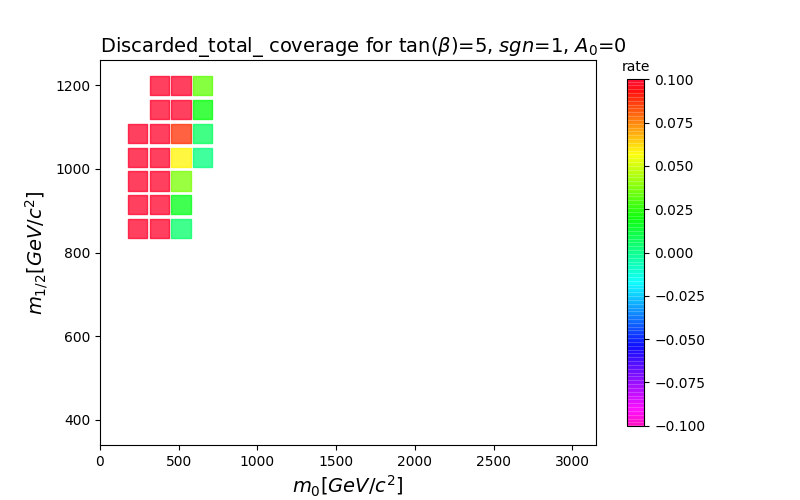 Discarded_total_ coverage for tan(β)=5, sgn=1, A₀=0
rate
1200
1000
800
600
400
m₁/₂[GeV/c²]
0 500 1000 1500 2000 2500 3000
m₀[GeV/c²]
0.100
0.075
0.050
0.025
0.000
−0.025
−0.050
−0.075
−0.100